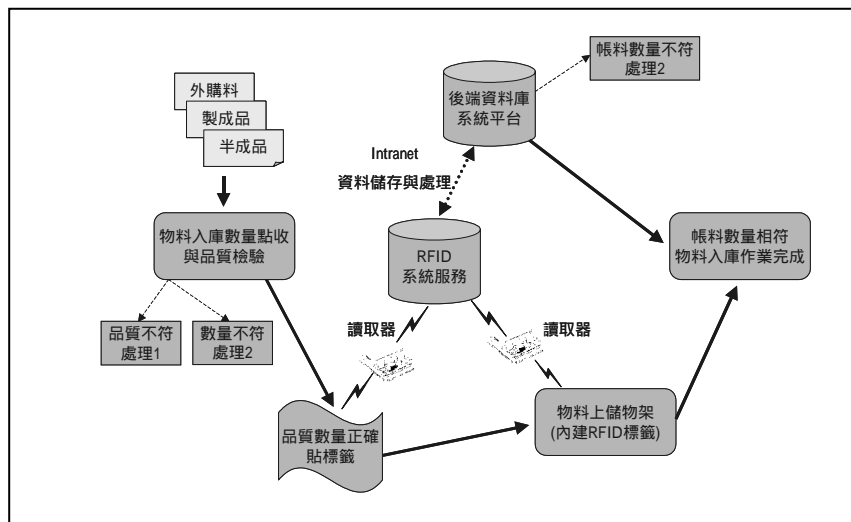 外購料
製成品
半成品
物料入庫數量點收
與品質檢驗
品質不符
處理1
數量不符
處理2
品質數量正確
貼標籤
後端資料庫
系統平台
帳料數量不符
處理2
Intranet
資料儲存與處理
RFID
系統服務
讀取器
讀取器
物料上儲物架
(內建RFID標籤)
帳料數量相符
物料入庫作業完成